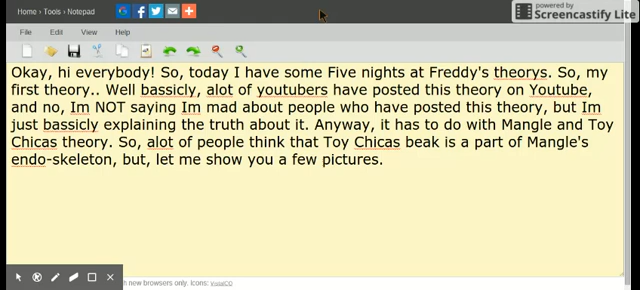 Home › Tools › Notepad
powered by
Screencastify Lite
File Edit View Help
Okay, hi everybody! So, today I have some Five nights at Freddy's theorys. So, my
first theory.. Well bassicly, alot of youtubers have posted this theory on Youtube,
and no, Im NOT saying Im mad about people who have posted this theory, but Im
just bassicly explaining the truth about it. Anyway, it has to do with Mangle and Toy
Chicas theory. So, alot of people think that Toy Chicas beak is a part of Mangle's
endo-skeleton, but, let me show you a few pictures.
new browsers only. Icons: VistaICO